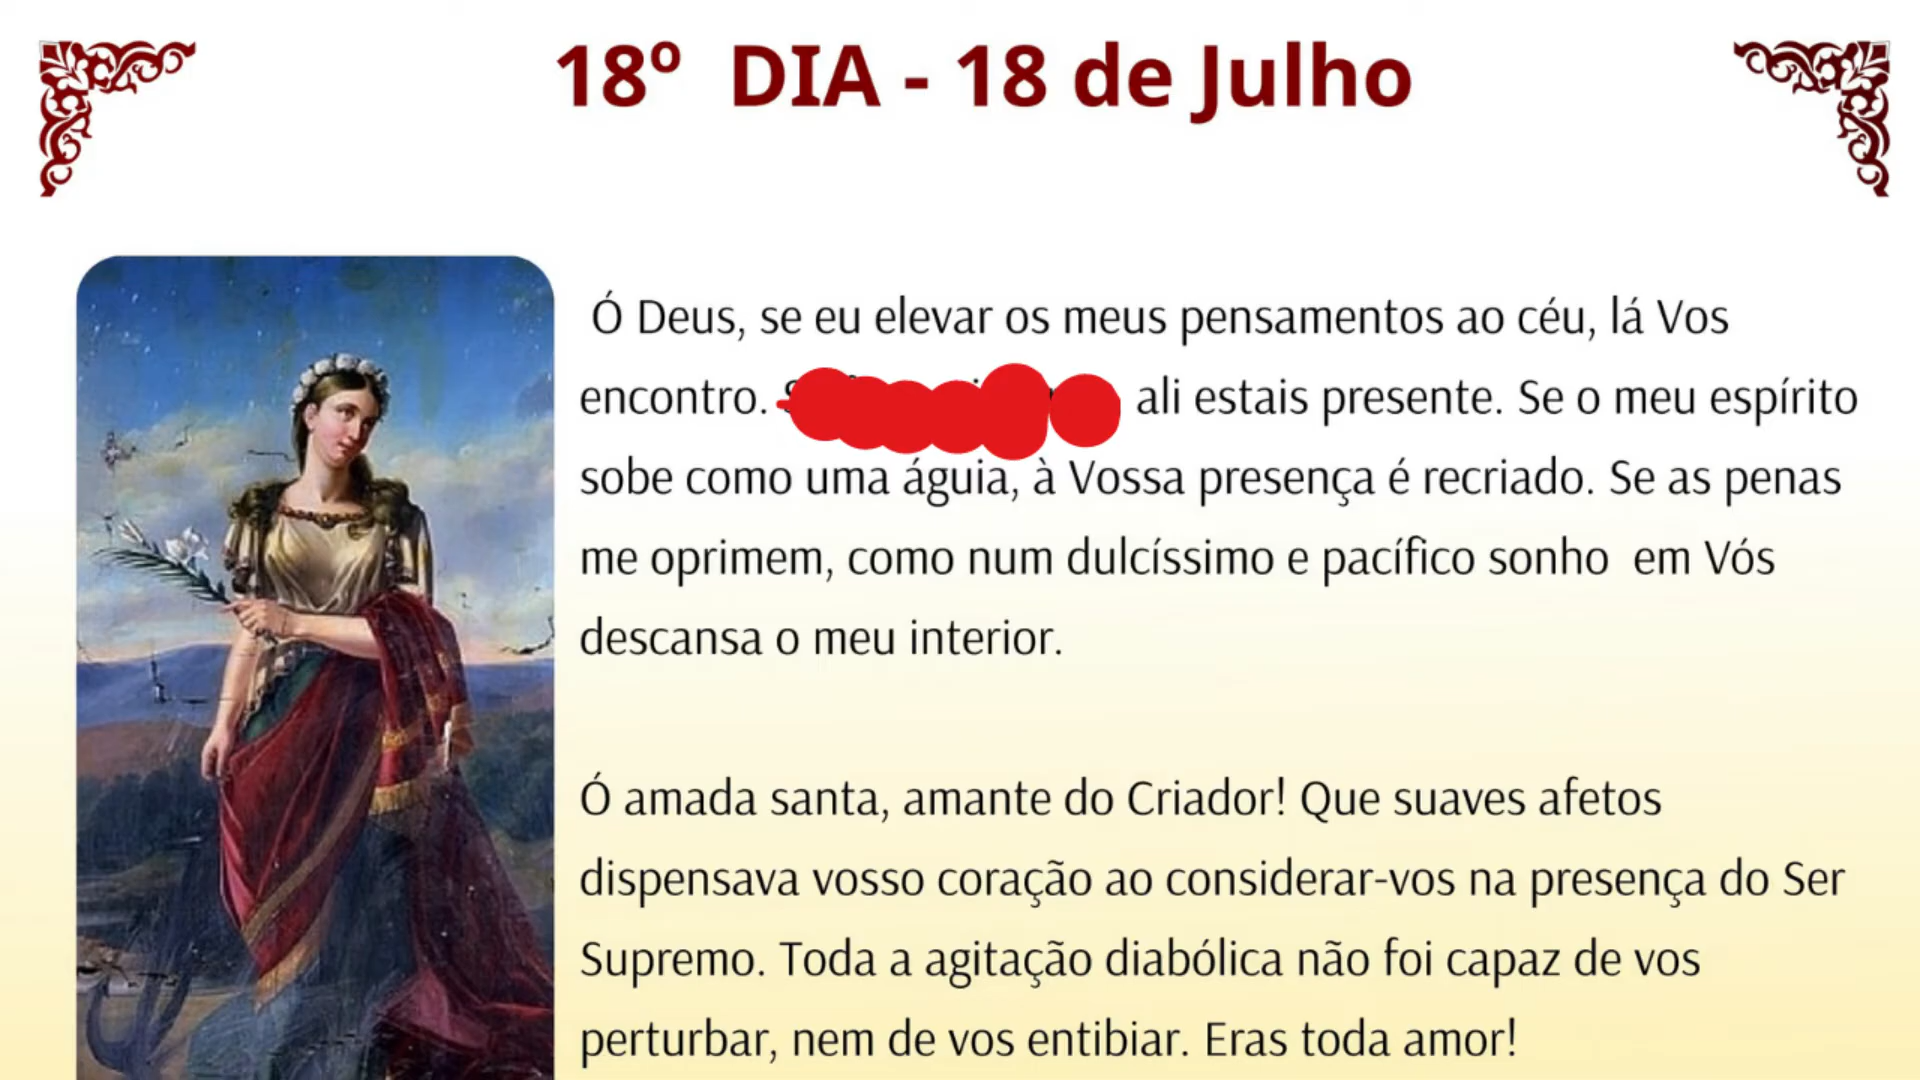 18º DIA - 18 de Julho
Ó Deus, se eu elevar os meus pensamentos ao céu, lá Vos
encontro. ali estais presente. Se o meu espírito
sobe como uma águia, à Vossa presença é recriado. Se as penas
me oprimem, como num dulcíssimo e pacífico sonho em Vós
descansa o meu interior.
Ó amada santa, amante do Criador! Que suaves afetos
dispensava vosso coração ao considerar-vos na presença do Ser
Supremo. Toda a agitação diabólica não foi capaz de vos
perturbar, nem de vos entibiar. Eras toda amor!